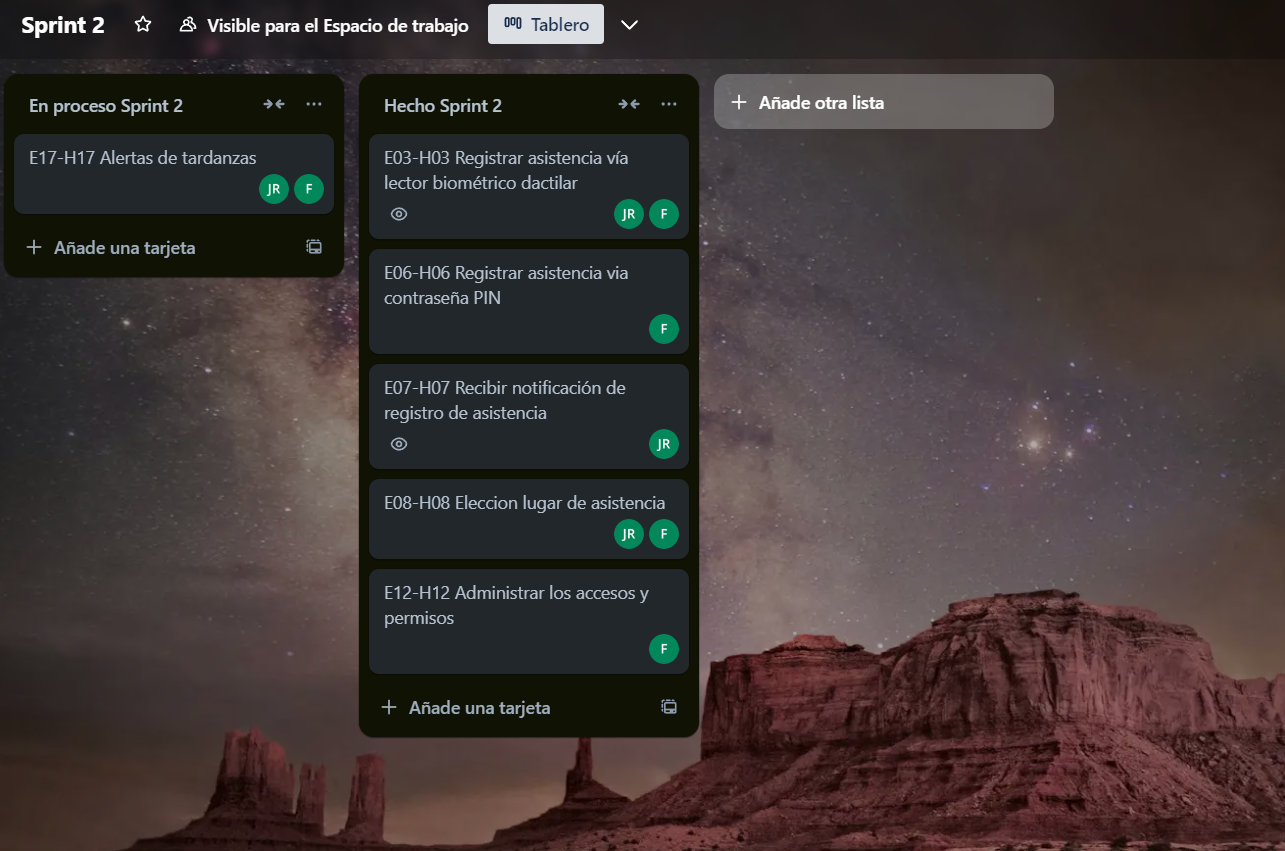 Sprint 2
Visible para el Espacio de trabajo
Tablero
En proceso Sprint 2
E17-H17 Alertas de tardanzas
JR F
Añade una tarjeta
Hecho Sprint 2
E03-H03 Registrar asistencia vía
lector biométrico dactilar
JR F
E06-H06 Registrar asistencia via
contraseña PIN
F
E07-H07 Recibir notificación de
registro de asistencia
JR
E08-H08 Eleccion lugar de asistencia
JR F
E12-H12 Administrar los accesos y
permisos
F
Añade una tarjeta
Añade otra lista